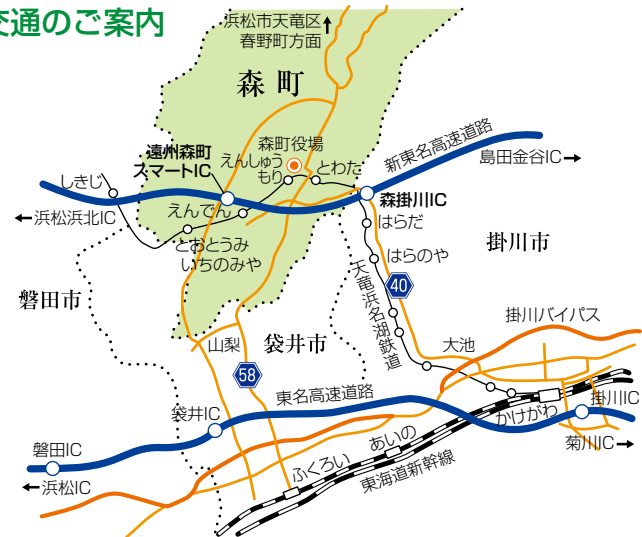 交通のご案内
浜松市天竜区
春野町方面
森町
新東名高速道路
島田金谷IC
遠州森町
スマートIC
森町役場
えんしゅう
もり
とわた
しきじ
浜松浜北IC
えんでん
とおとうみ
いちのみや
森掛川IC
はらだ
はらのや
掛川市
磐田市
40
天竜浜名湖鉄道
掛川バイパス
山梨
袋井市
大池
58
東名高速道路
袋井IC
掛川IC
かけがわ
菊川IC
あいの
磐田IC
浜松IC
ふくろい
東海道新幹線